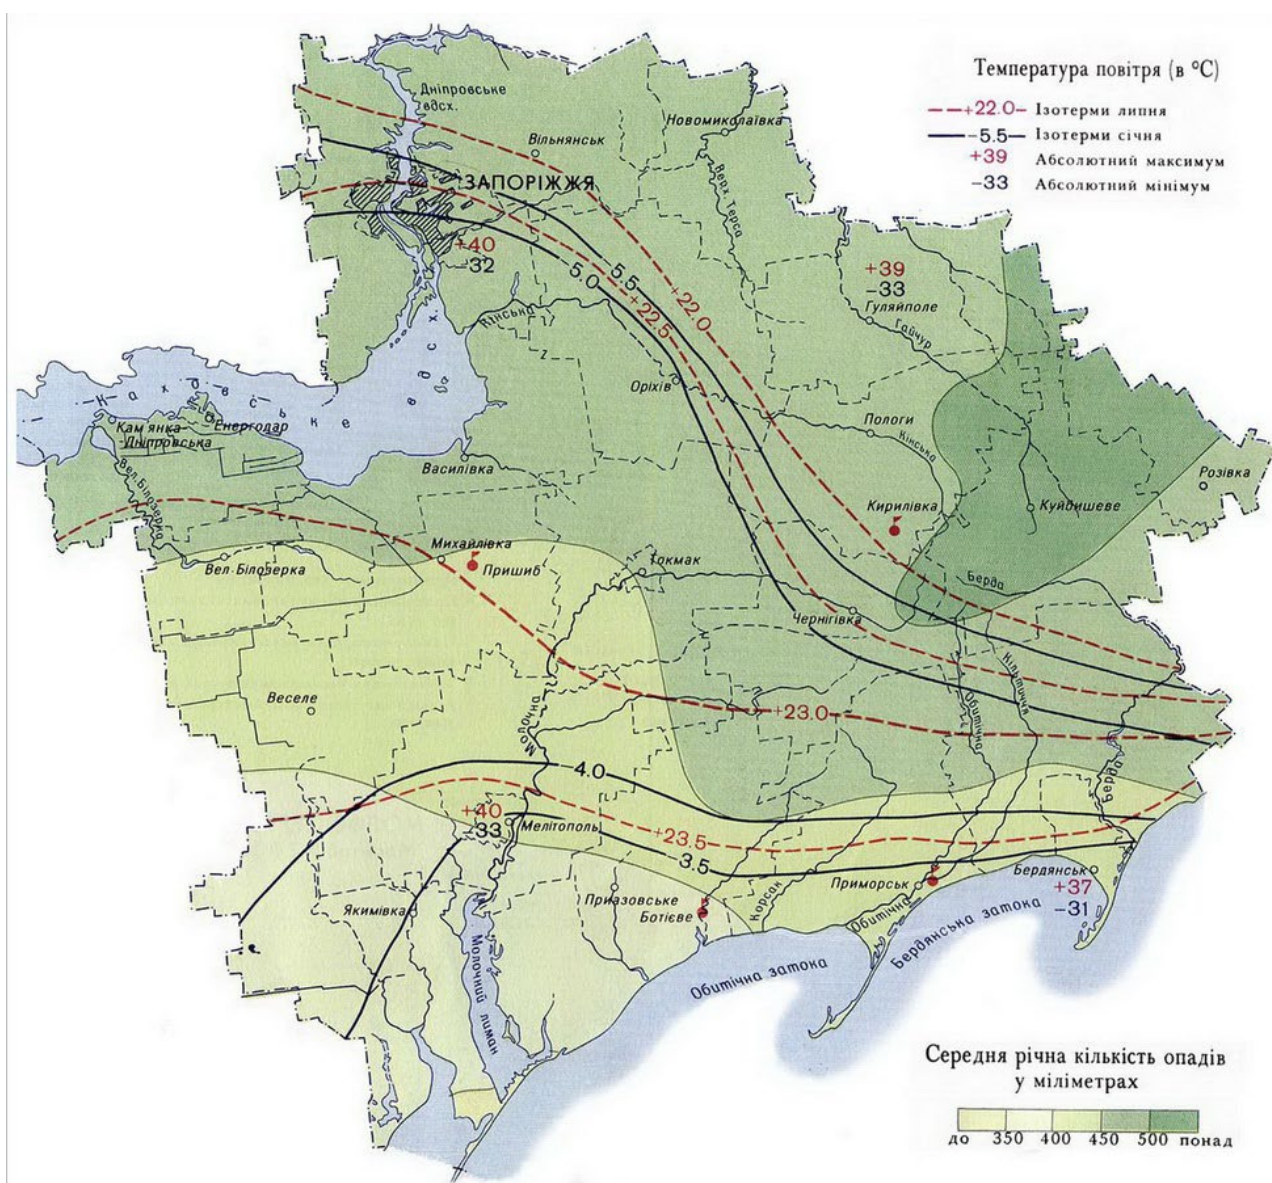 Температура повітря (в °С)
+22.0 Ізотерми липня
-5.5 Ізотерми січня
+39 Абсолютний максимум
-33 Абсолютний мінімум
Дніпровське
вдсх.
Новомиколаївка
Вільнянськ
Верх. Терса
ЗАПОРІЖЖЯ
+40
-32
-5.0
-5.5
+22.5
+22.0
+39
-33
Гуляйполе
Гайчур
Кінська
Оріхів
Пологи
Кінська
Каховське вдсх.
Кам'янка-
Дніпровська
Енергодар
Василівка
Вел.Білозерка
Розівка
Кирилівка
Куйбишеве
Михайлівка
Пришиб
Вел.Білозерка
Токмак
Берда
Чернігівка
Кільтиччя
Обитічна
Веселе
Молочна
+23.0
-4.0
Берда
+40
-33
Мелітополь
+23.5
-3.5
Якимівка
Приазовське
Ботієве
Корсак
Приморськ
Обитічна
Бердянськ
+37
-31
Бердянська затока
Обитічна затока
Молочний лиман
Середня річна кількість опадів
у міліметрах
до 350 400 450 500 понад